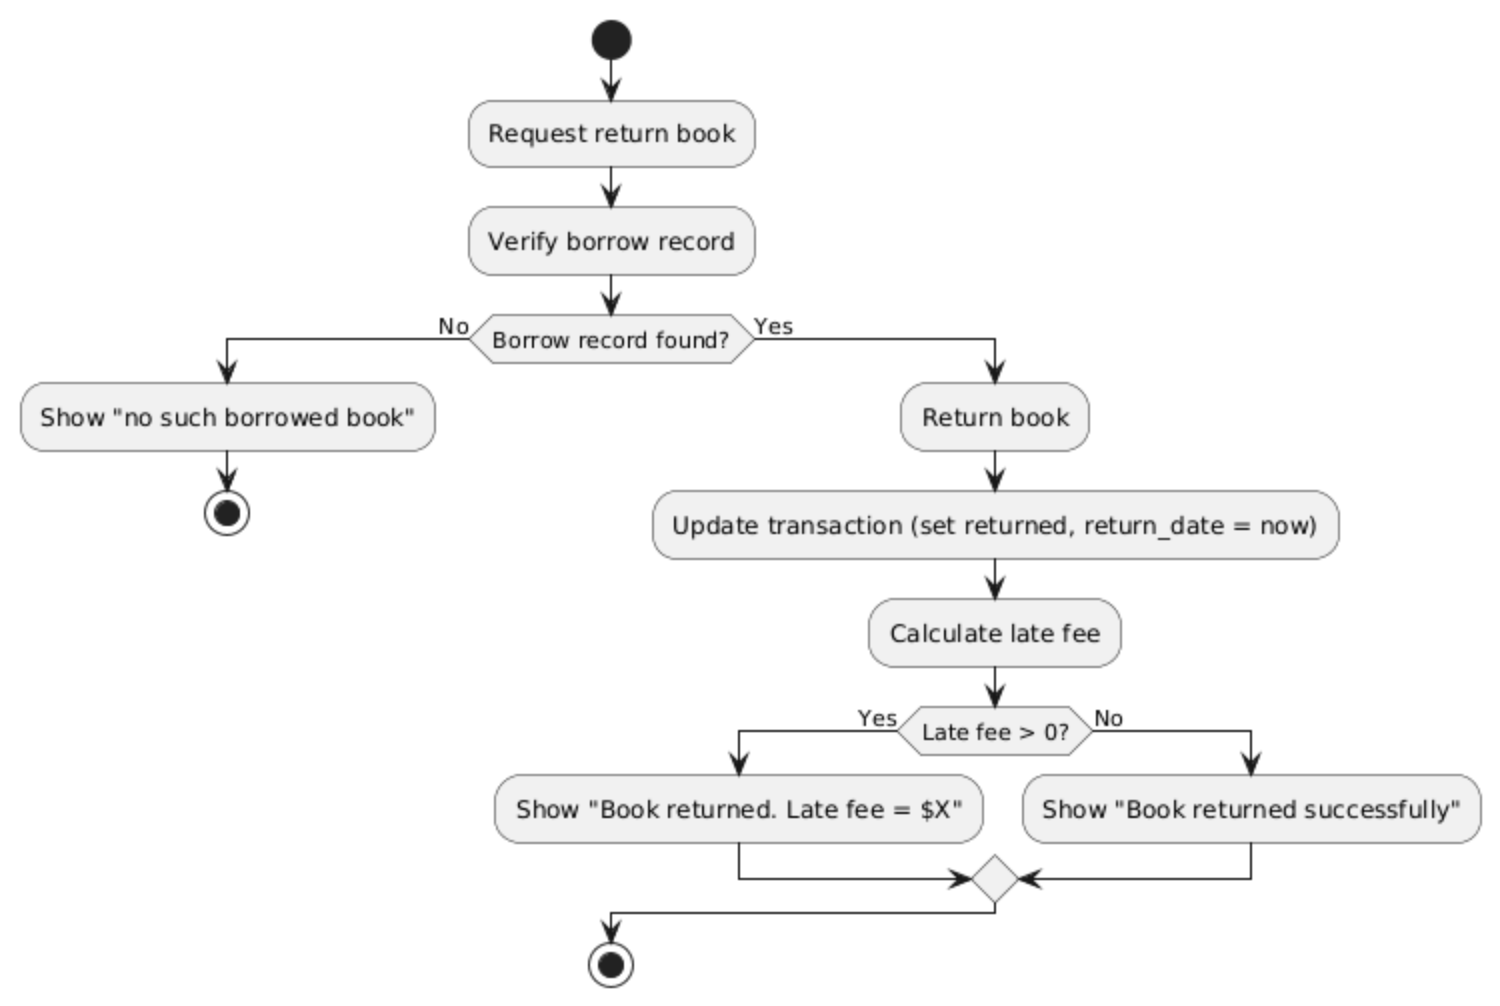 Request return book
Verify borrow record
No
Borrow record found?
Yes
Show "no such borrowed book"
Return book
Update transaction (set returned, return_date = now)
Calculate late fee
Yes
Late fee > 0?
No
Show "Book returned. Late fee = $X"
Show "Book returned successfully"